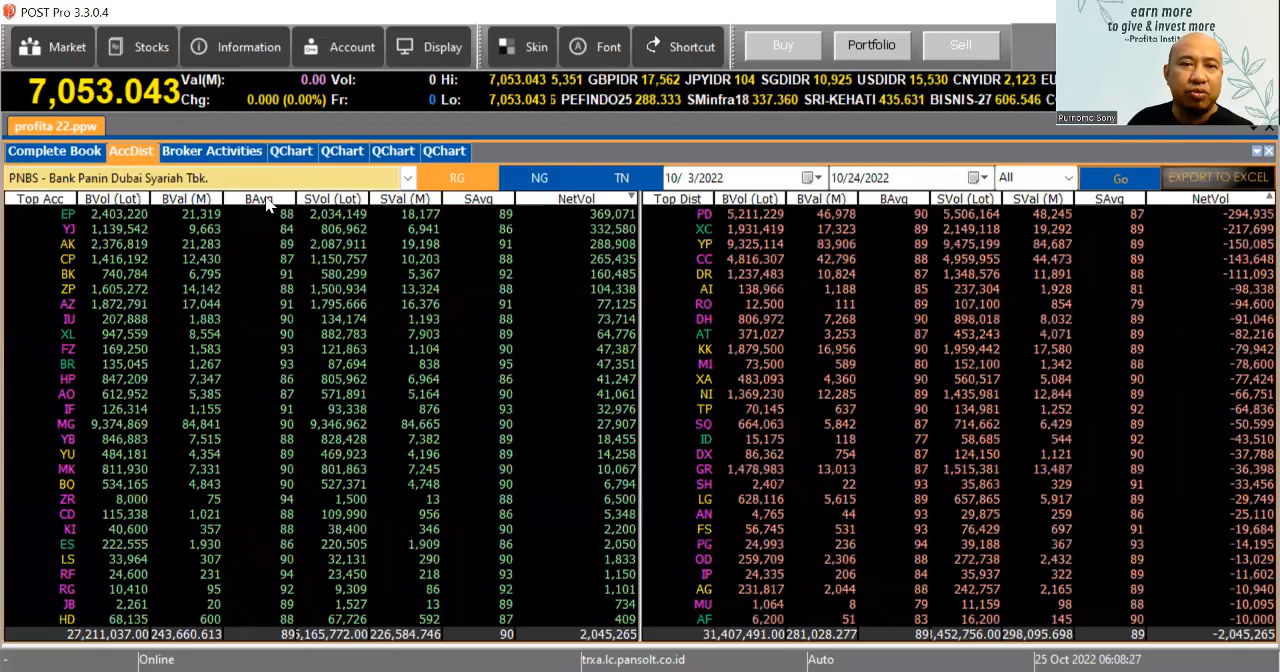 POST Pro 3.3.0.4
Market Stocks Information Account Display Skin Font Shortcut Buy Portfolio Sell
earn more
to give & invest more
~Profita Insti
Purnomo Sony
7,053.043 Val(M): 0.00 Vol: 0 Hi: 7,053.043 5,351 GBPIDR 17,562 JPYIDR 104 SGDIDR 10,925 USDIDR 15,530 CNYIDR 2,123 EU
Chg: 0.000 (0.00%) Fr: 0 Lo: 7,053.043 PEFINDO25 288.333 SMinfra18 337.360 SRI-KEHATI 435.631 BISNIS-27 606.546
profita 22.ppw
Complete Book AccDist Broker Activities QChart QChart QChart QChart
PNBS - Bank Panin Dubai Syariah Tbk. RG NG TN 10/ 3/2022 10/24/2022 All Go EXPORT TO EXCEL
Top Acc BVol (Lot) BVal (M) BAvg SVol (Lot) SVal (M) SAvg NetVol Top Dist BVol (Lot) BVal (M) BAvg SVol (Lot) SVal (M) SAvg NetVol
EP 2,403,220 21,319 88 2,034,149 18,177 89 369,071 PD 5,211,229 46,978 90 5,506,164 48,245 87 -294,935
YJ 1,139,542 9,663 84 806,962 6,941 86 332,580 XC 1,931,419 17,323 89 2,149,118 19,292 89 -217,699
AK 2,376,819 21,283 89 2,087,911 19,198 91 288,908 YP 9,325,114 83,906 89 9,475,199 84,687 89 -150,085
CP 1,416,192 12,430 87 1,150,757 10,203 88 265,435 CC 4,816,307 42,796 88 4,959,955 44,473 89 -143,648
BK 740,784 6,795 91 580,299 5,367 92 160,485 DR 1,237,483 10,824 87 1,348,576 11,891 88 -111,093
ZP 1,605,272 14,142 88 1,500,934 13,324 88 104,338 AI 138,966 1,188 85 237,304 1,928 81 -98,338
AZ 1,872,791 17,044 91 1,795,666 16,376 91 77,125 RO 12,500 111 89 107,100 854 79 -94,600
IU 207,888 1,883 90 134,174 1,193 88 73,714 DH 806,972 7,268 90 898,018 8,032 89 -91,046
XL 947,559 8,554 90 882,783 7,903 89 64,776 AT 371,027 3,253 87 453,243 4,071 89 -82,216
FZ 169,250 1,583 93 121,863 1,104 90 47,387 KK 1,879,500 16,956 90 1,959,442 17,580 89 -79,942
BR 135,045 1,267 93 87,694 838 95 47,351 MI 73,500 589 80 152,100 1,342 88 -78,600
HP 847,209 7,347 86 805,962 6,964 86 41,247 XA 483,093 4,360 90 560,517 5,084 90 -77,424
AO 612,952 5,385 87 571,891 5,164 90 41,061 NI 1,369,230 12,285 89 1,435,981 12,844 89 -66,751
IF 126,314 1,155 91 93,338 876 93 32,976 TP 70,145 637 90 134,981 1,252 92 -64,836
MG 9,374,869 84,841 90 9,346,962 84,665 90 27,907 SQ 664,063 5,842 87 714,662 6,429 89 -50,599
YB 846,883 7,515 88 828,428 7,382 89 18,455 ID 15,175 118 77 58,685 544 92 -43,510
YU 484,181 4,354 89 469,923 4,196 89 14,258 DX 86,362 754 87 124,150 1,121 90 -37,788
MK 811,930 7,331 90 801,863 7,245 90 10,067 GR 1,478,983 13,013 87 1,515,381 13,487 89 -36,398
BQ 534,165 4,843 90 527,371 4,748 90 6,794 SH 2,407 22 93 35,863 329 91 -33,456
ZR 8,000 75 94 1,500 13 88 6,500 LG 628,116 5,615 89 657,865 5,917 89 -29,749
CD 115,338 1,021 88 109,990 956 86 5,348 AN 4,765 44 93 29,875 259 86 -25,110
KI 40,600 357 88 38,400 346 90 2,200 FS 56,745 531 93 76,429 697 91 -19,684
ES 222,555 1,930 86 220,505 1,909 86 2,050 PG 24,993 236 94 39,188 367 93 -14,195
LS 33,964 307 90 32,131 290 90 1,833 OD 259,709 2,306 88 272,738 2,432 89 -13,029
RF 24,600 231 94 23,450 218 93 1,150 IP 24,335 206 84 35,937 322 89 -11,602
RG 10,410 95 92 9,309 86 92 1,101 AG 231,817 2,044 88 242,757 2,165 89 -10,940
JB 2,261 20 89 1,527 13 89 734 MU 1,064 8 79 11,159 98 88 -10,095
HD 68,135 600 88 67,726 592 87 409 AF 6,200 51 83 16,200 145 90 -10,000
27,211,037.00 243,660.613 89 ,165,772.00 226,584.746 90 2,045,265 31,407,491.00 281,028.277 89 ,452,756.00 298,095.698 89 -2,045,265
- Online trxa.lc.pansolt.co.id Auto 25 Oct 2022 06:08:27